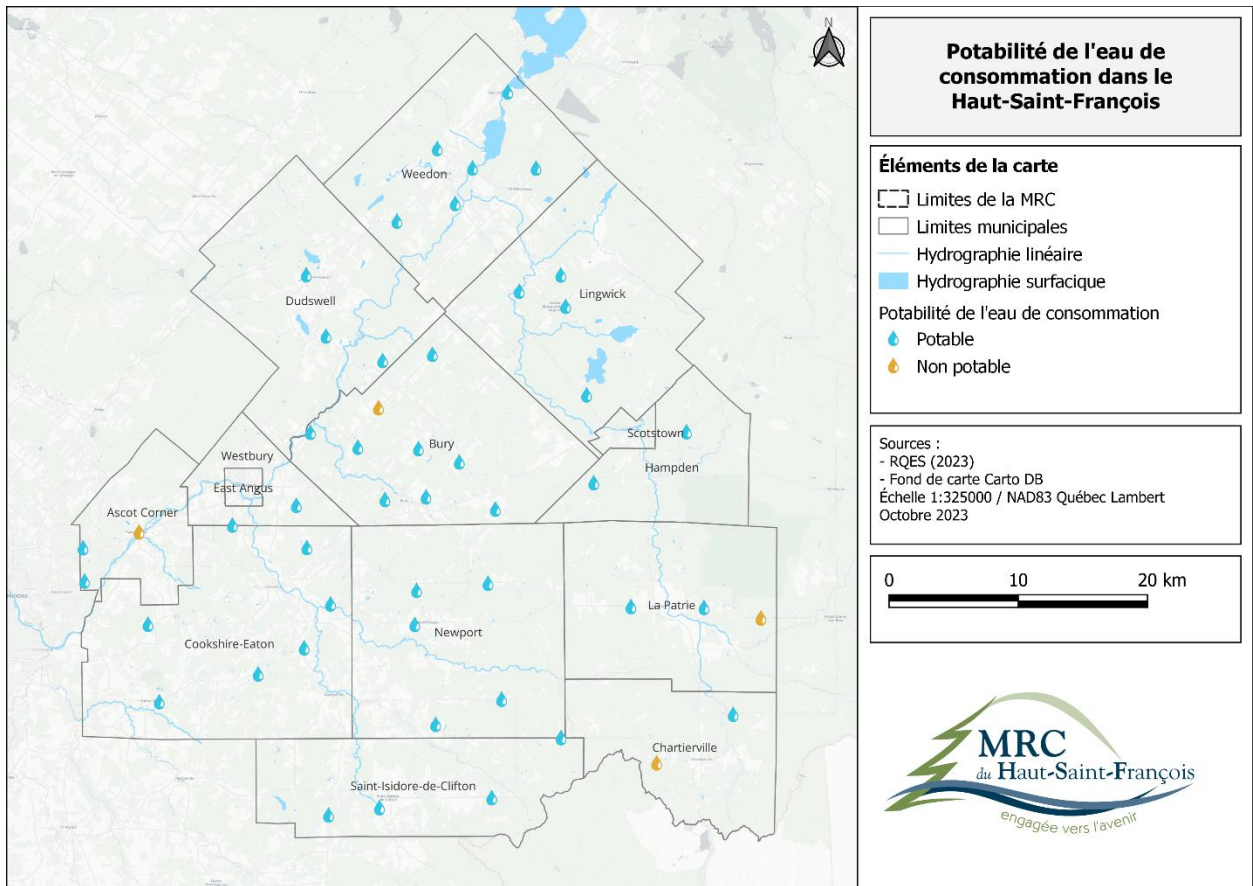 N
Weedon
Dudswell
Lingwick
Bury
Scotstown
Hampden
Westbury
East Angus
Ascot Corner
La Patrie
Newport
Cookshire-Eaton
Chartierville
Saint-Isidore-de-Clifton
Potabilité de l'eau de
consommation dans le
Haut-Saint-François
Éléments de la carte
Limites de la MRC
Limites municipales
Hydrographie linéaire
Hydrographie surfacique
Potabilité de l'eau de consommation
Potable
Non potable
Sources :
- RQES (2023)
- Fond de carte Carto DB
Échelle 1:325000 / NAD83 Québec Lambert
Octobre 2023
0 10 20 km
MRC
du Haut-Saint-François
engagée vers l'avenir